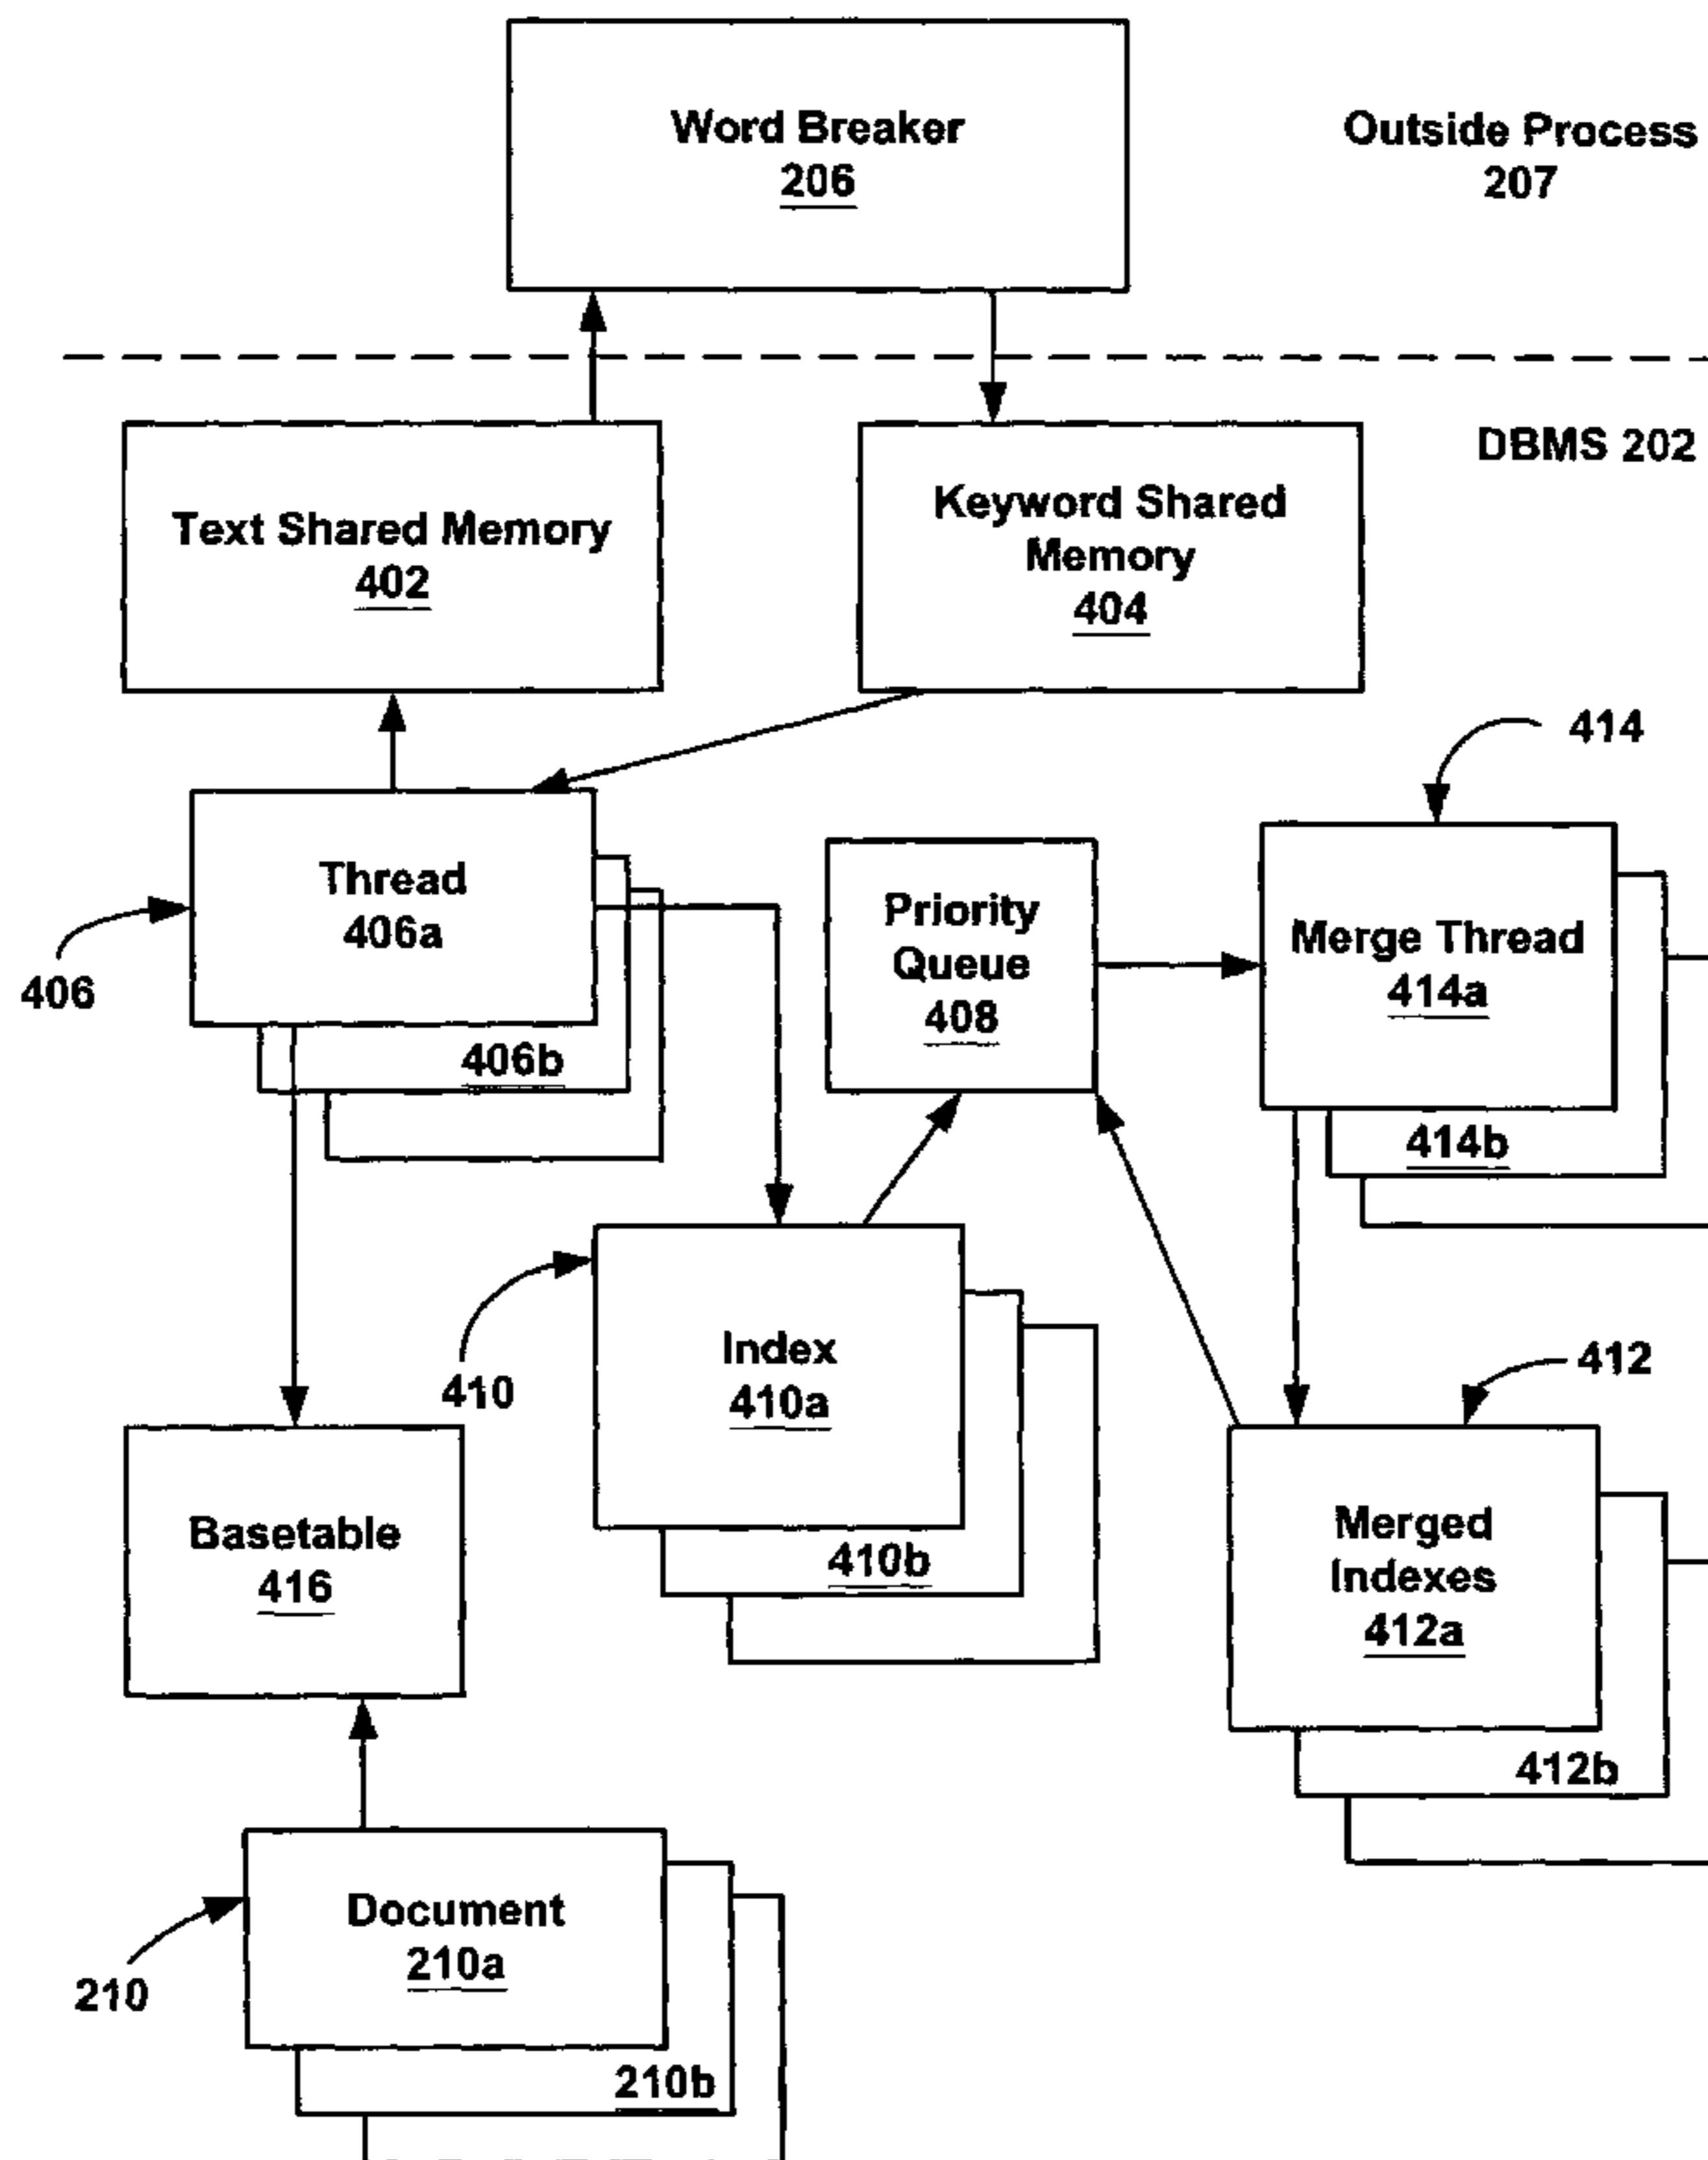 Word Breaker
206
Outside Process
207
DBMS 202
Text Shared Memory
402
Keyword Shared
Memory
404
414
Thread
406a
406
406b
Priority
Queue
408
Merge Thread
414a
414b
410
Index
410a
410b
412
Merged
Indexes
412a
412b
Basetable
416
Document
210a
210
210b